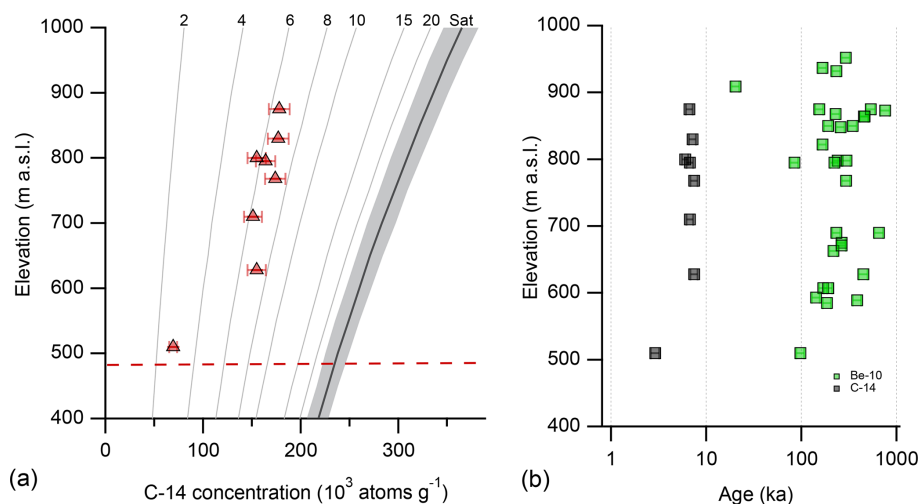 2 4 6 8 10 15 20 Sat
1000
900
800
700
600
500
400
Elevation (m a.s.l.)
0 100 200 300
C-14 concentration (10³ atoms g⁻¹)
(a)
1000
900
800
700
600
500
400
Elevation (m a.s.l.)
Be-10
C-14
1 10 100 1000
Age (ka)
(b)